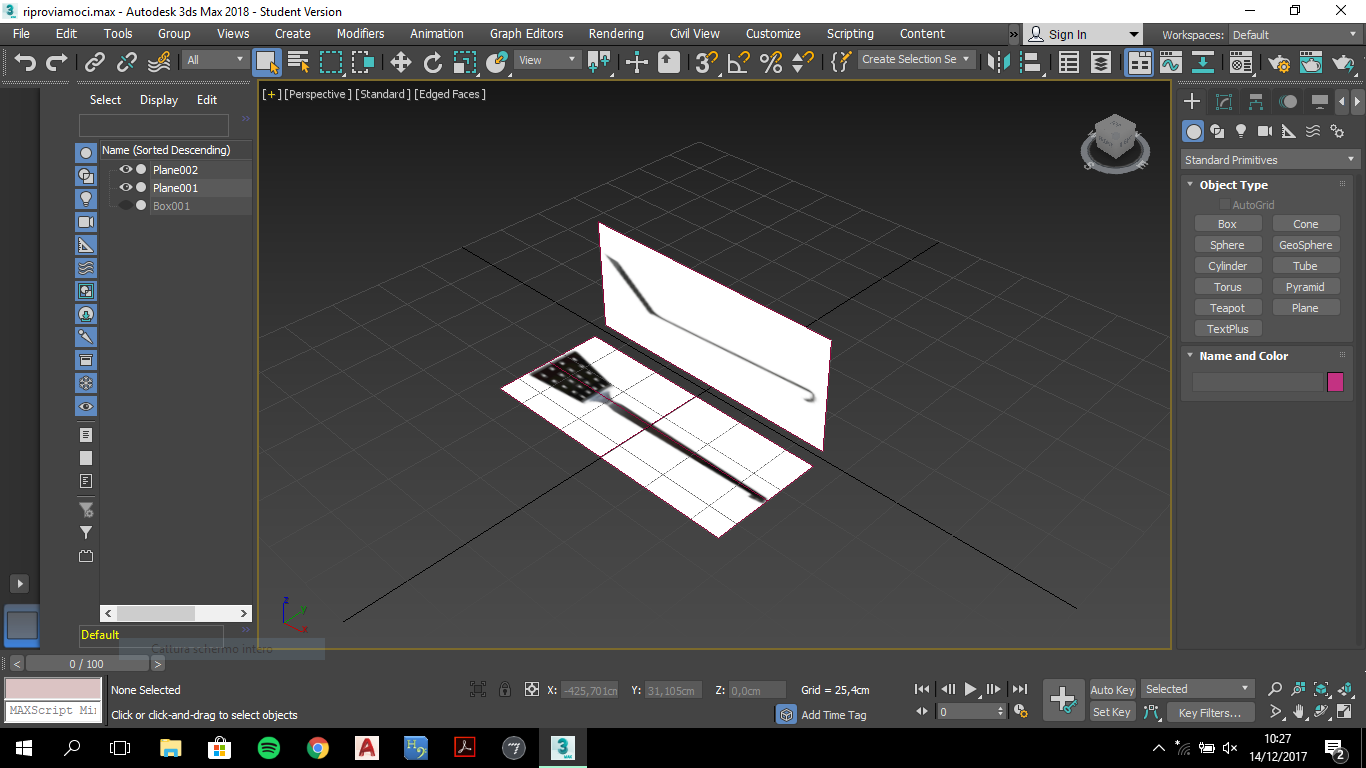 riproviamoci.max - Autodesk 3ds Max 2018 - Student Version
File Edit Tools Group Views Create Modifiers Animation Graph Editors Rendering Civil View Customize Scripting Content » Sign In Workspaces: Default
All View Create Selection Se
Select Display Edit
[+] [Perspective] [Standard] [Edged Faces]
Name (Sorted Descending)
Plane002
Plane001
Box001
Standard Primitives
Object Type
AutoGrid
Box Cone
Sphere GeoSphere
Cylinder Tube
Torus Pyramid
Teapot Plane
TextPlus
Name and Color
z
y
x
Default
Cattura schermo intero
0 / 100
None Selected
X: -425,701cm Y: 31,105cm Z: 0,0cm Grid = 25,4cm
Auto Key Selected
MAXScript Mi
Click or click-and-drag to select objects
Add Time Tag
0
Set Key Key Filters...
10:27
14/12/2017
2